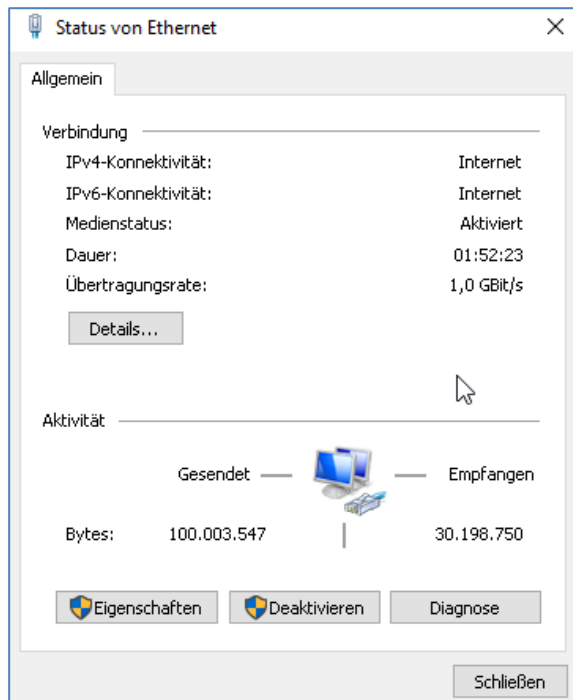 Status von Ethernet
Allgemein
Verbindung
IPv4-Konnektivität: Internet
IPv6-Konnektivität: Internet
Medienstatus: Aktiviert
Dauer: 01:52:23
Übertragungsrate: 1,0 GBit/s
Details...
Aktivität
Gesendet Empfangen
Bytes: 100.003.547 30.198.750
Eigenschaften Deaktivieren Diagnose
Schließen